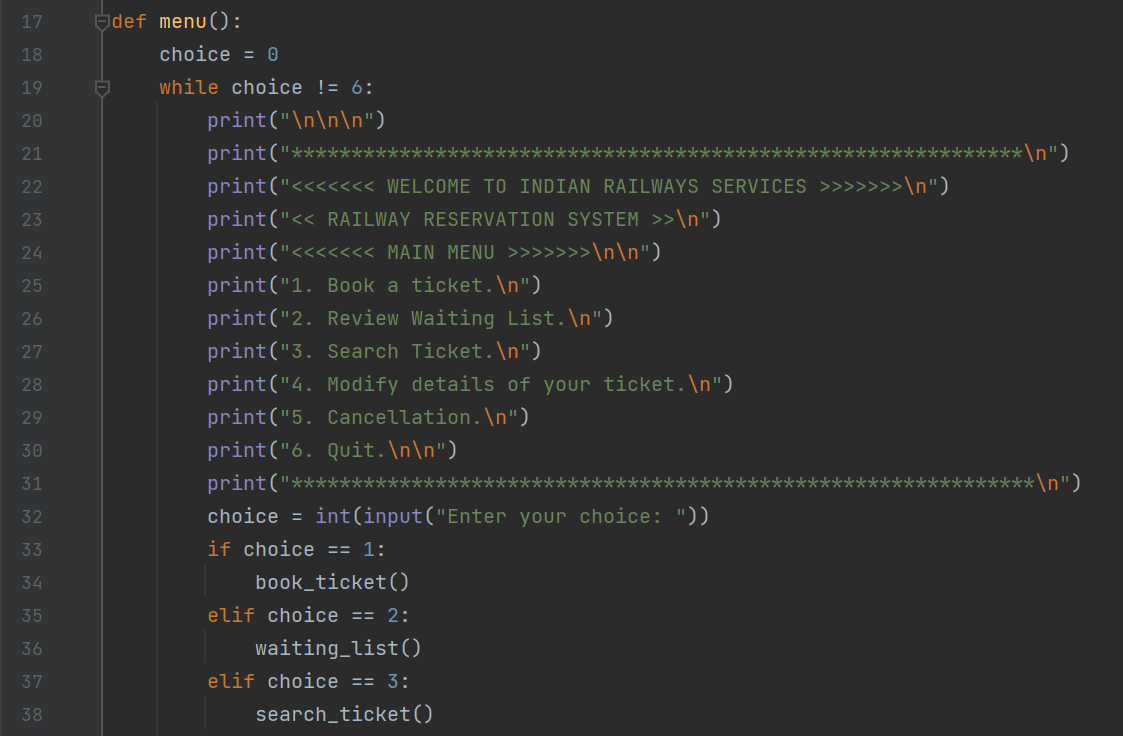 17 def menu():
18     choice = 0
19     while choice != 6:
20         print("\n\n\n")
21         print("*************************************************************\n")
22         print("<<<<<<< WELCOME TO INDIAN RAILWAYS SERVICES >>>>>>>\n")
23         print("<< RAILWAY RESERVATION SYSTEM >>\n")
24         print("<<<<<<< MAIN MENU >>>>>>>\n\n")
25         print("1. Book a ticket.\n")
26         print("2. Review Waiting List.\n")
27         print("3. Search Ticket.\n")
28         print("4. Modify details of your ticket.\n")
29         print("5. Cancellation.\n")
30         print("6. Quit.\n\n")
31         print("**************************************************************\n")
32         choice = int(input("Enter your choice: "))
33         if choice == 1:
34             book_ticket()
35         elif choice == 2:
36             waiting_list()
37         elif choice == 3:
38             search_ticket()